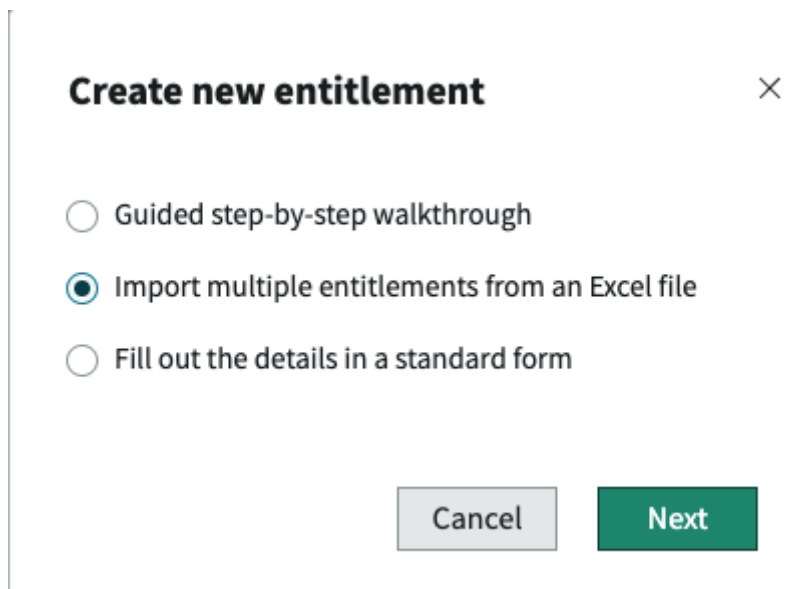 Create new entitlement
Guided step-by-step walkthrough
Import multiple entitlements from an Excel file
Fill out the details in a standard form
Cancel
Next